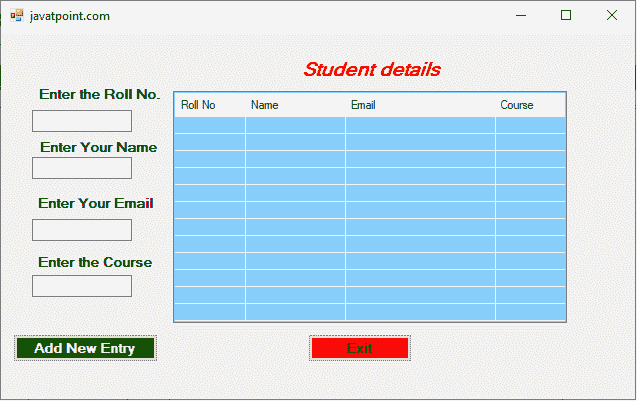 javatpoint.com
Student details
Enter the Roll No.
Roll No Name Email Course
Enter Your Name
Enter Your Email
Enter the Course
Add New Entry
Exit